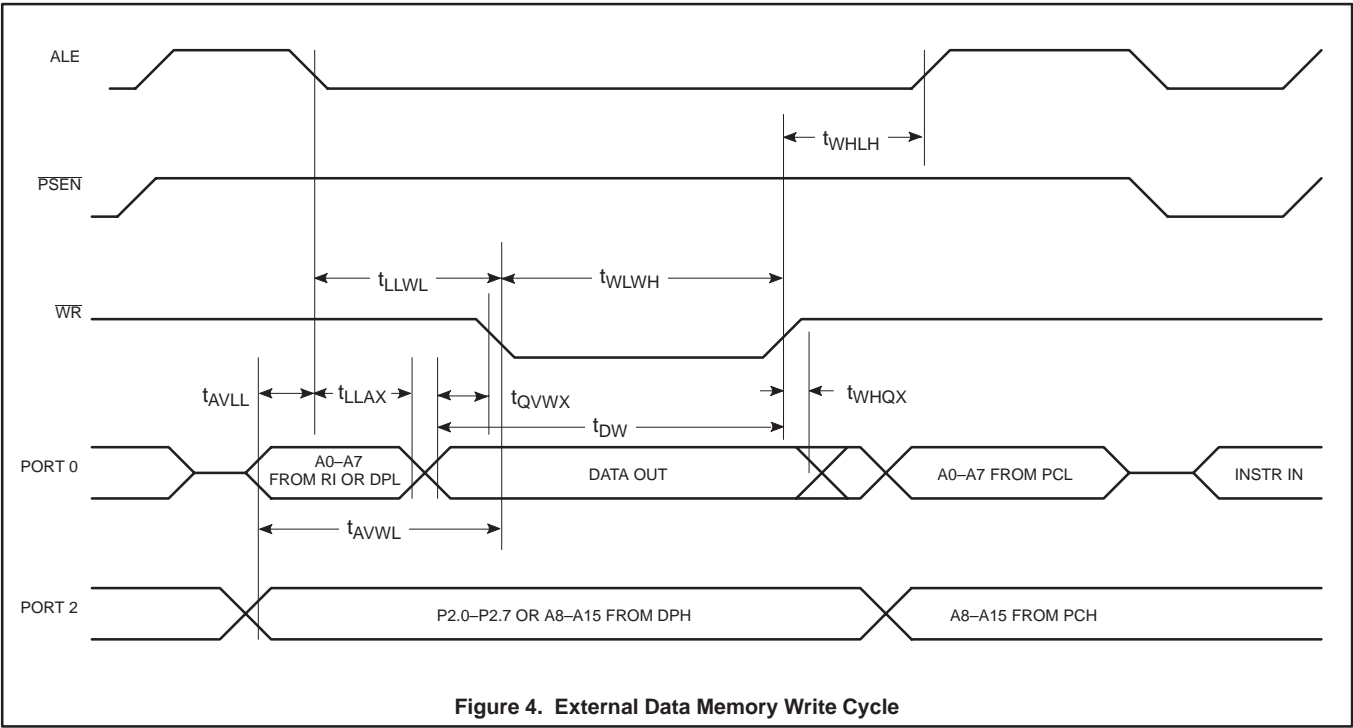 ALE
tWHLH
PSEN
tLLWL
tWLWH
WR
tAVLL
tLLAX
tQVWX
tWHQX
tDW
PORT 0
A0–A7
FROM RI OR DPL
DATA OUT
A0–A7 FROM PCL
INSTR IN
tAVWL
PORT 2
P2.0–P2.7 OR A8–A15 FROM DPH
A8–A15 FROM PCH
Figure 4. External Data Memory Write Cycle